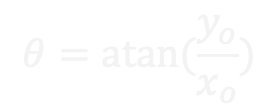 θ = atan(y_o/x_o)